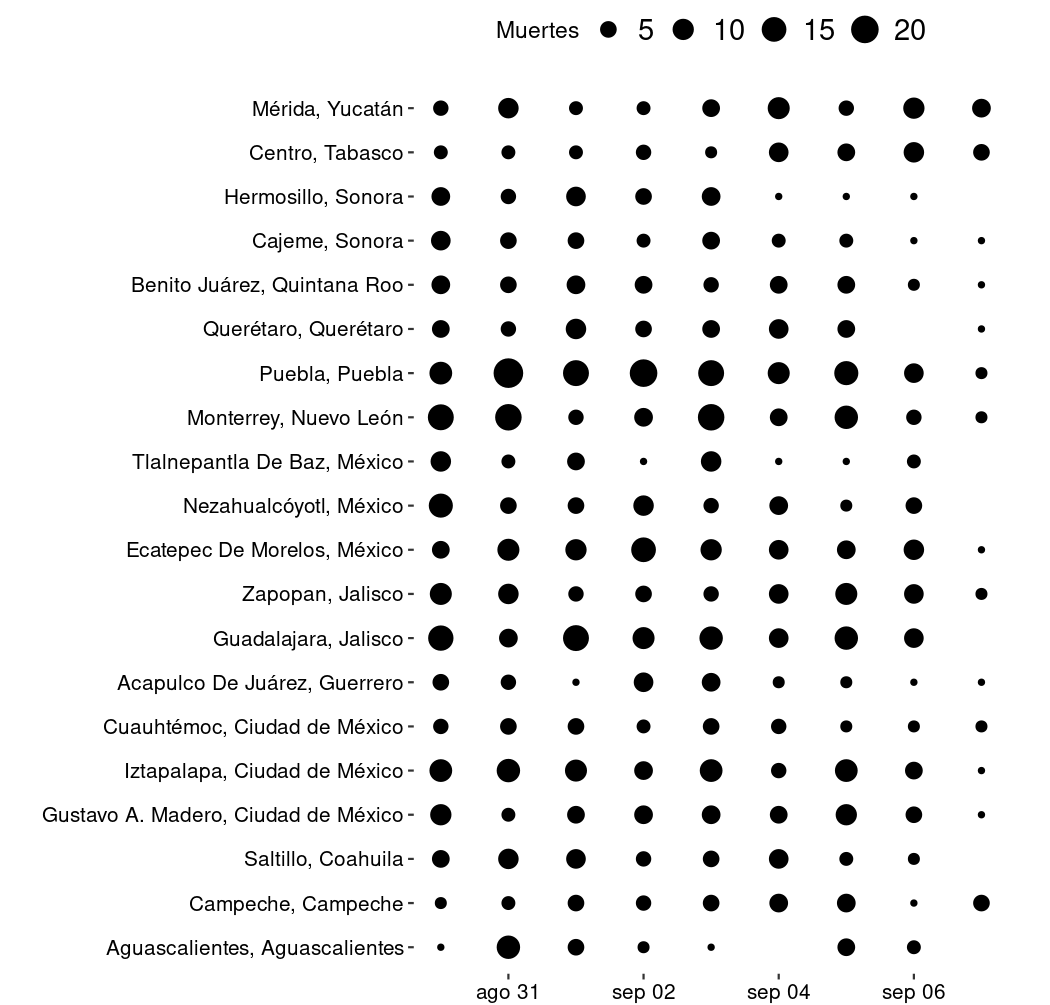 Muertes 5 10 15 20
Mérida, Yucatán
Centro, Tabasco
Hermosillo, Sonora
Cajeme, Sonora
Benito Juárez, Quintana Roo
Querétaro, Querétaro
Puebla, Puebla
Monterrey, Nuevo León
Tlalnepantla De Baz, México
Nezahualcóyotl, México
Ecatepec De Morelos, México
Zapopan, Jalisco
Guadalajara, Jalisco
Acapulco De Juárez, Guerrero
Cuauhtémoc, Ciudad de México
Iztapalapa, Ciudad de México
Gustavo A. Madero, Ciudad de México
Saltillo, Coahuila
Campeche, Campeche
Aguascalientes, Aguascalientes
ago 31 sep 02 sep 04 sep 06